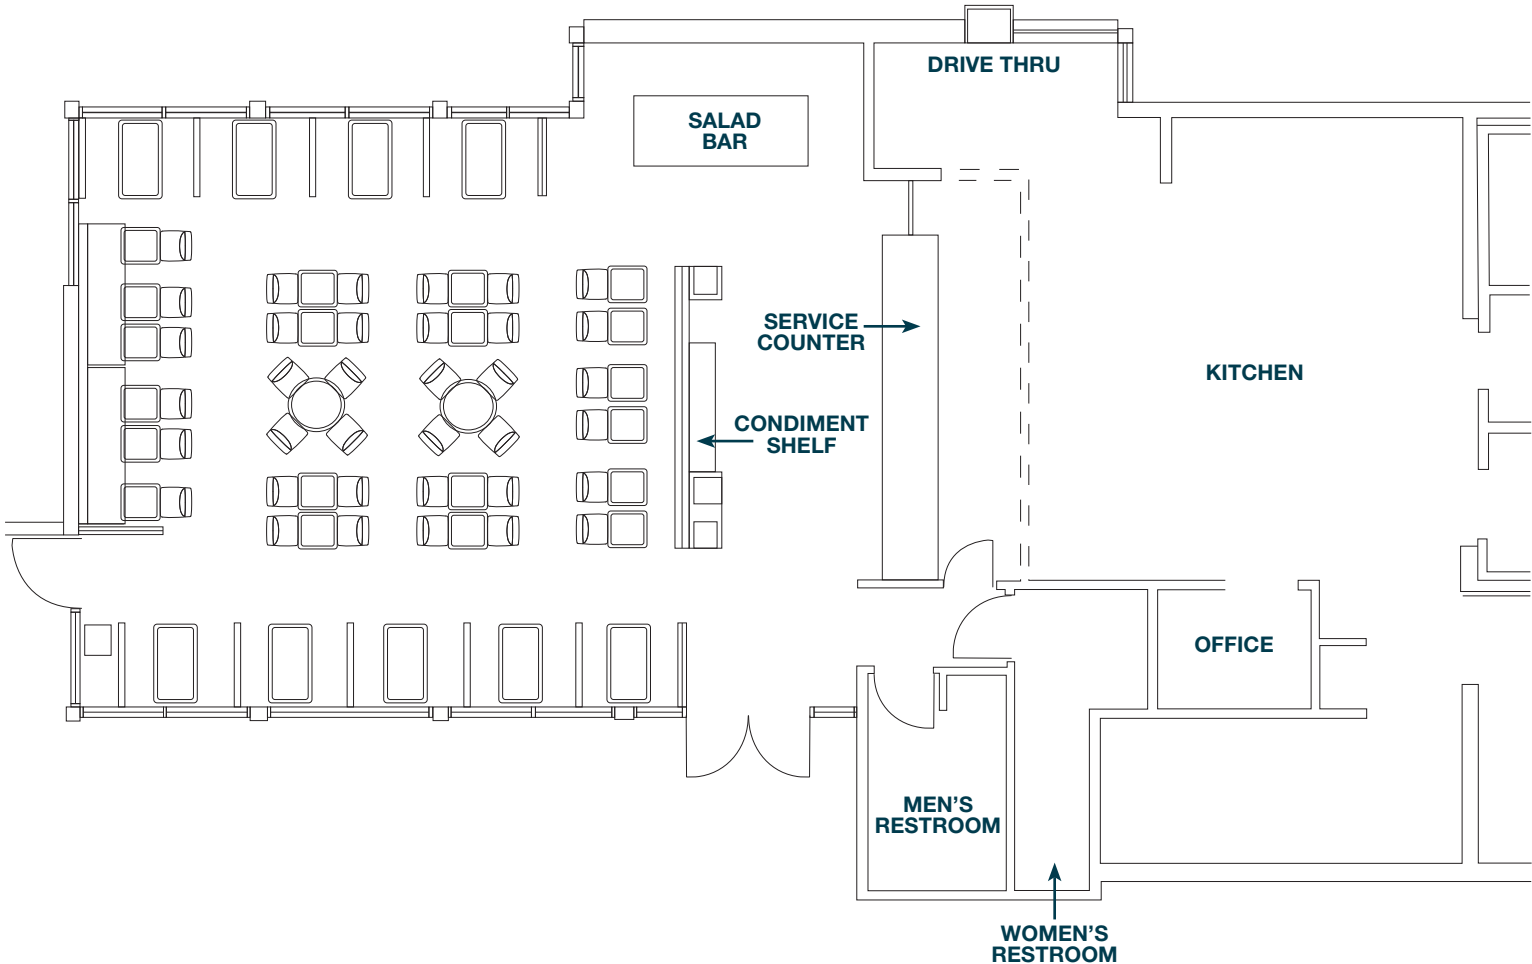 DRIVE THRU
SALAD
BAR
SERVICE
COUNTER
KITCHEN
CONDIMENT
SHELF
OFFICE
MEN’S
RESTROOM
WOMEN’S
RESTROOM